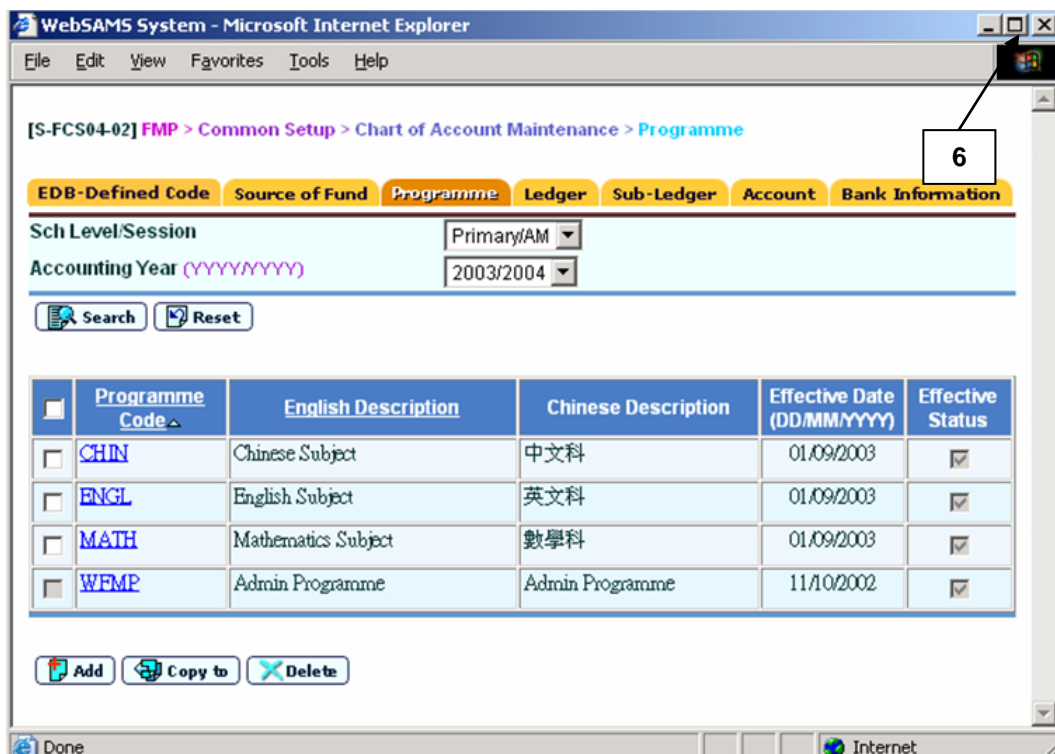 WebSAMS System - Microsoft Internet Explorer
File Edit View Favorites Tools Help
[S-FCS04-02] FMP > Common Setup > Chart of Account Maintenance > Programme
6
EDB-Defined Code Source of Fund Programme Ledger Sub-Ledger Account Bank Information
Sch Level/Session Primary/AM
Accounting Year (YYYY/YYYY) 2003/2004
Search Reset
Programme Code English Description Chinese Description Effective Date (DD/MM/YYYY) Effective Status
CHIN Chinese Subject 中文科 01/09/2003
ENGL English Subject 英文科 01/09/2003
MATH Mathematics Subject 數學科 01/09/2003
WFMP Admin Programme Admin Programme 11/10/2002
Add Copy to Delete
Done Internet